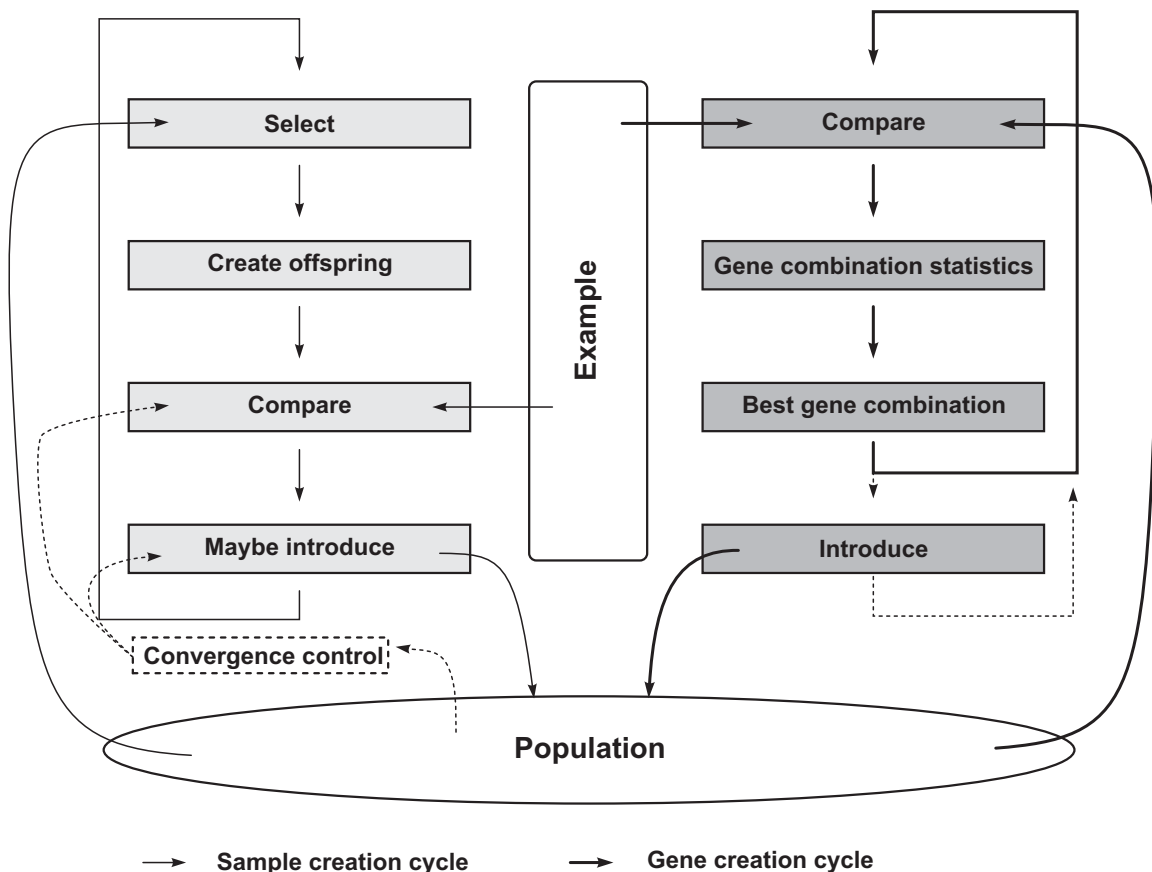 Select
Create offspring
Compare
Maybe introduce
Convergence control
Example
Compare
Gene combination statistics
Best gene combination
Introduce
Population
Sample creation cycle
Gene creation cycle